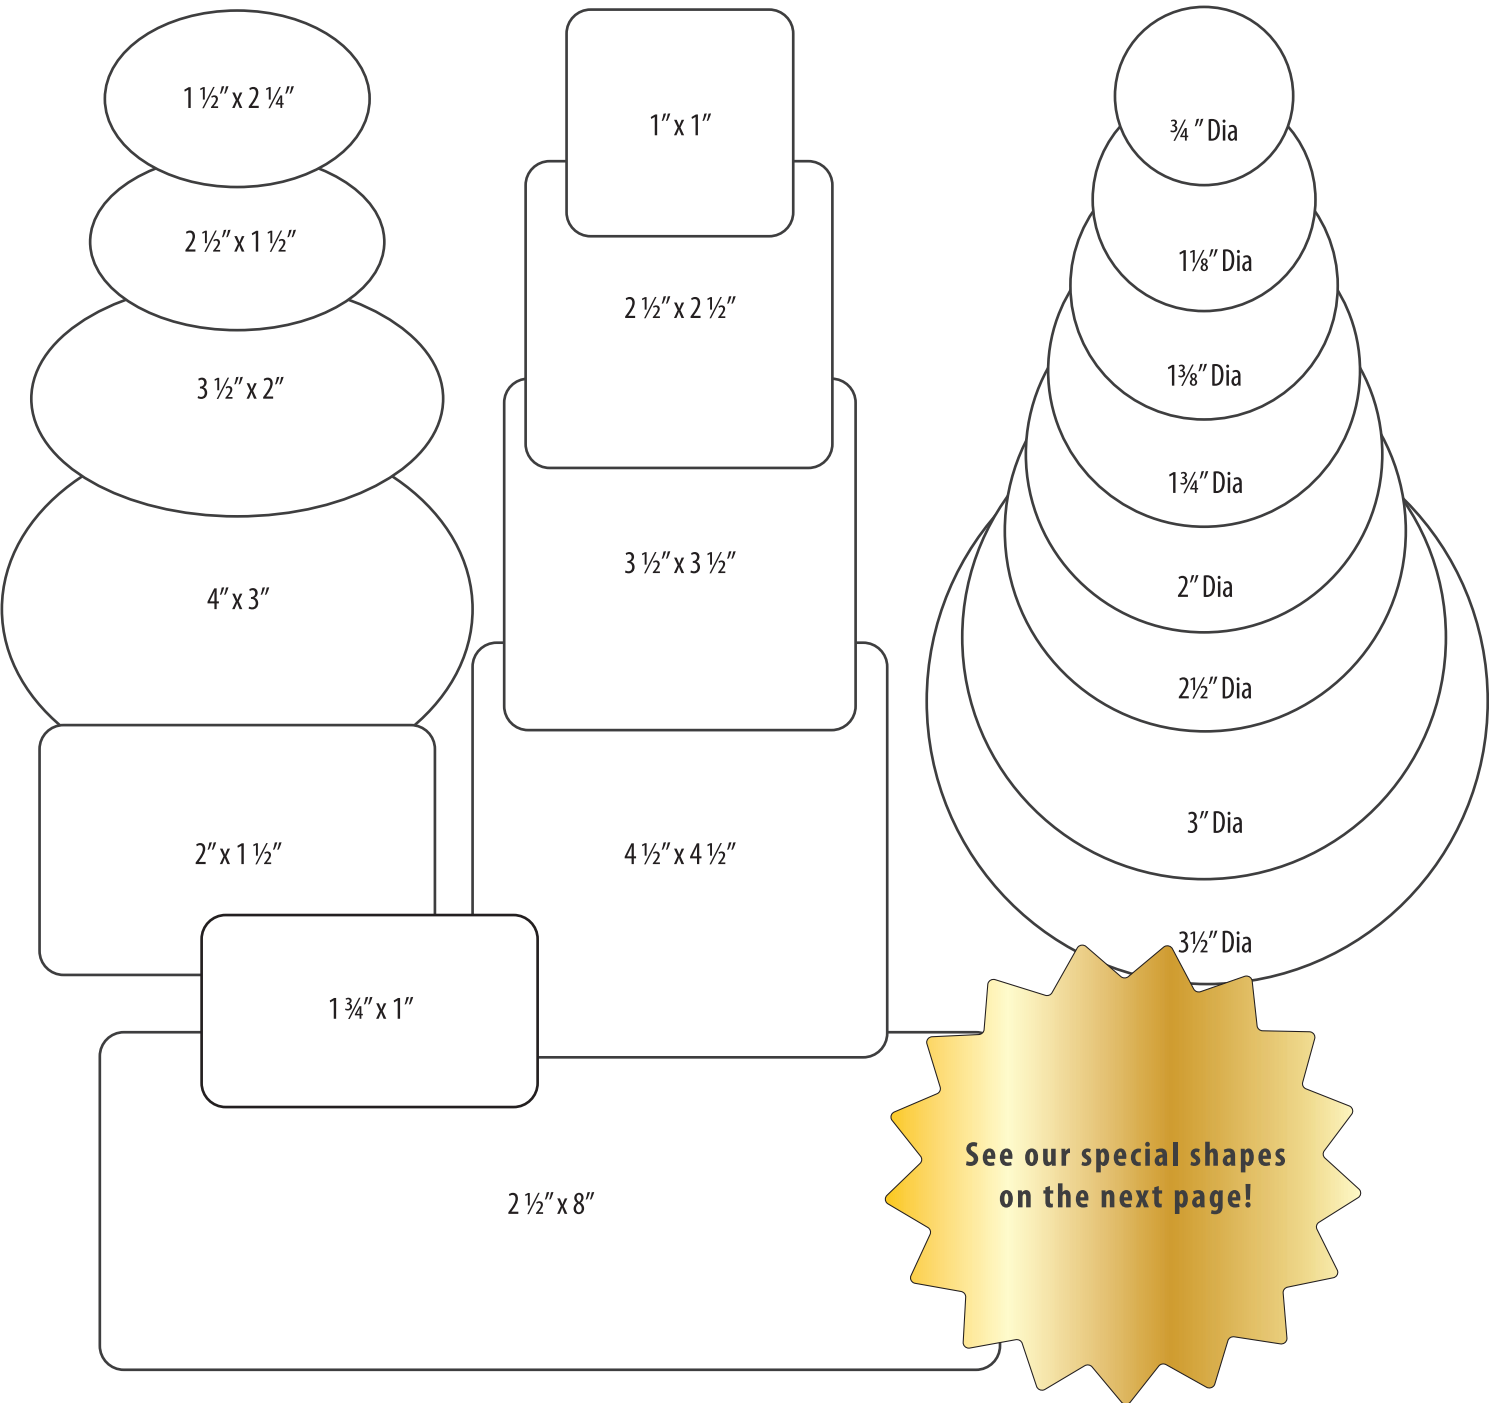 1 ½” x 2 ¼”
2 ½” x 1 ½”
3 ½” x 2”
4” x 3”
2” x 1 ½”
1 ¾” x 1”
2 ½” x 8”
1” x 1”
2 ½” x 2 ½”
3 ½” x 3 ½”
4 ½” x 4 ½”
¾ ” Dia
1⅛” Dia
1⅜” Dia
1¾” Dia
2” Dia
2½” Dia
3” Dia
3½” Dia
See our special shapes
on the next page!